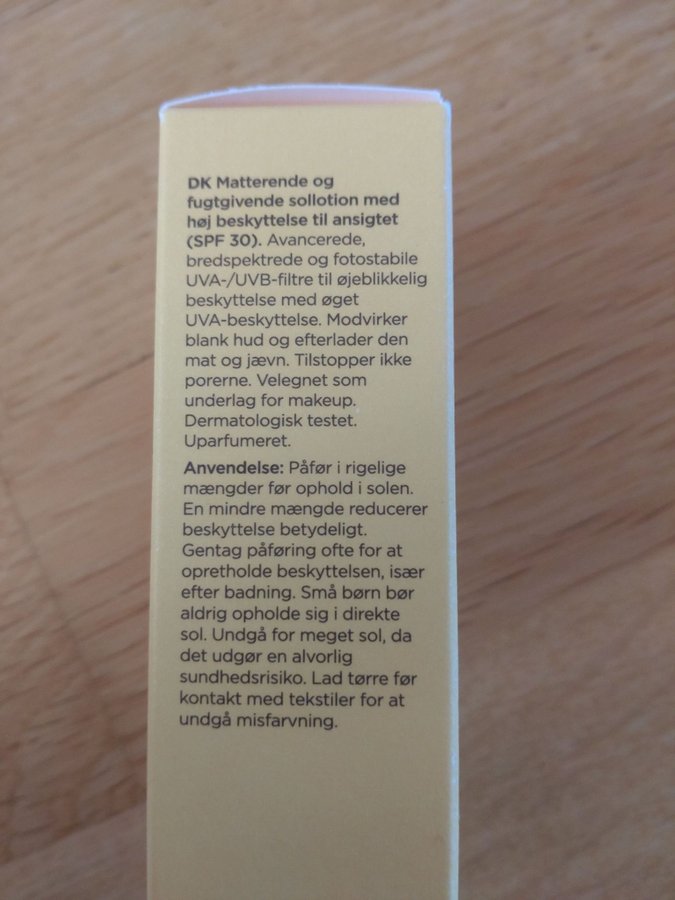 DK Matterende og
fugtgivende sollotion med
høj beskyttelse til ansigtet
(SPF 30). Avancerede,
bredspektrede og fotostabile
UVA-/UVB-filtre til øjeblikkelig
beskyttelse med øget
UVA-beskyttelse. Modvirker
blank hud og efterlader den
mat og jævn. Tilstopper ikke
porerne. Velegnet som
underlag for makeup.
Dermatologisk testet.
Uparfumeret.
Anvendelse: Påfør i rigelige
mængder før ophold i solen.
En mindre mængde reducerer
beskyttelse betydeligt.
Gentag påføring ofte for at
opretholde beskyttelsen, især
efter badning. Små børn bør
aldrig opholde sig i direkte
sol. Undgå for meget sol, da
det udgør en alvorlig
sundhedsrisiko. Lad tørre før
kontakt med tekstiler for at
undgå misfarvning.